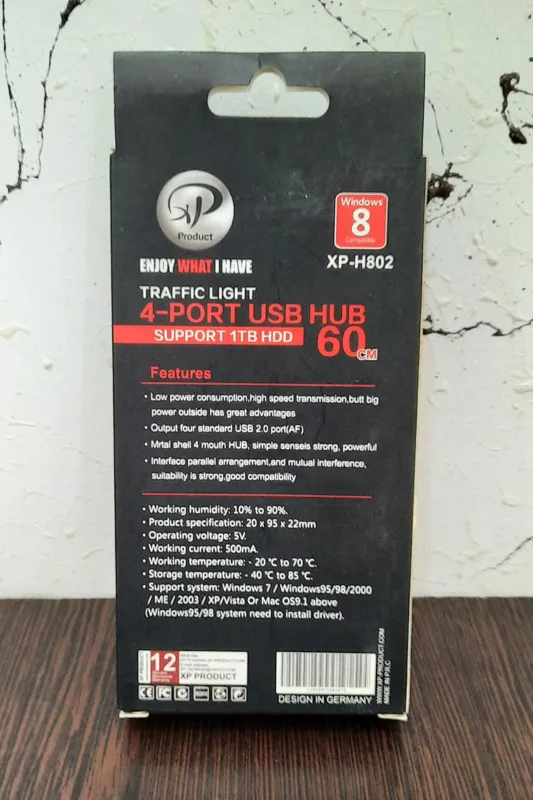 XP
Product
Windows
8
Compatible
ENJOY WHAT I HAVE
XP-H802
TRAFFIC LIGHT
4-PORT USB HUB
SUPPORT 1TB HDD
60CM
Features
· Low power consumption,high speed transmission,butt big
power outside has great advantages
· Output four standard USB 2.0 port(AF)
· Mrtal shell 4 mouth HUB, simple senseis strong, powerful
· Interface parallel arrangement,and mutual interference,
suitability is strong,good compatibility
· Working humidity: 10% to 90%.
· Product specification: 20 x 95 x 22mm
· Operating voltage: 5V.
· Working current: 500mA.
· Working temperature: - 20 ℃ to 70 ℃.
· Storage temperature: - 40 ℃ to 85 ℃.
· Support system: Windows 7 / Windows95/98/2000
/ ME / 2003 / XP/Vista Or Mac OS9.1 above
(Windows95/98 system need to install driver).
XP PRODUCT
12
XP PRODUCT
DESIGN IN GERMANY
WWW.XP-PRODUCT.COM
MADE IN P.R.C